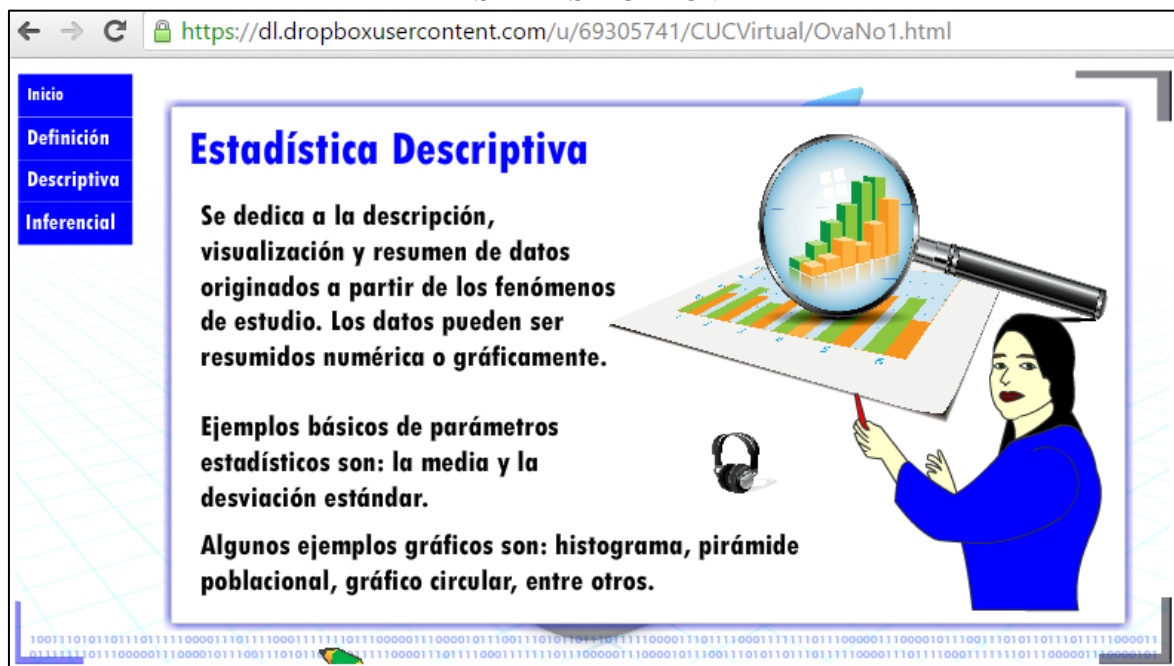 https://dl.dropboxusercontent.com/u/69305741/CUCVirtual/OvaNo1.html
Inicio
Definición
Descriptiva
Inferencial
Estadística Descriptiva
Se dedica a la descripción,
visualización y resumen de datos
originados a partir de los fenómenos
de estudio. Los datos pueden ser
resumidos numérica o gráficamente.
Ejemplos básicos de parámetros
estadísticos son: la media y la
desviación estándar.
Algunos ejemplos gráficos son: histograma, pirámide
poblacional, gráfico circular, entre otros.